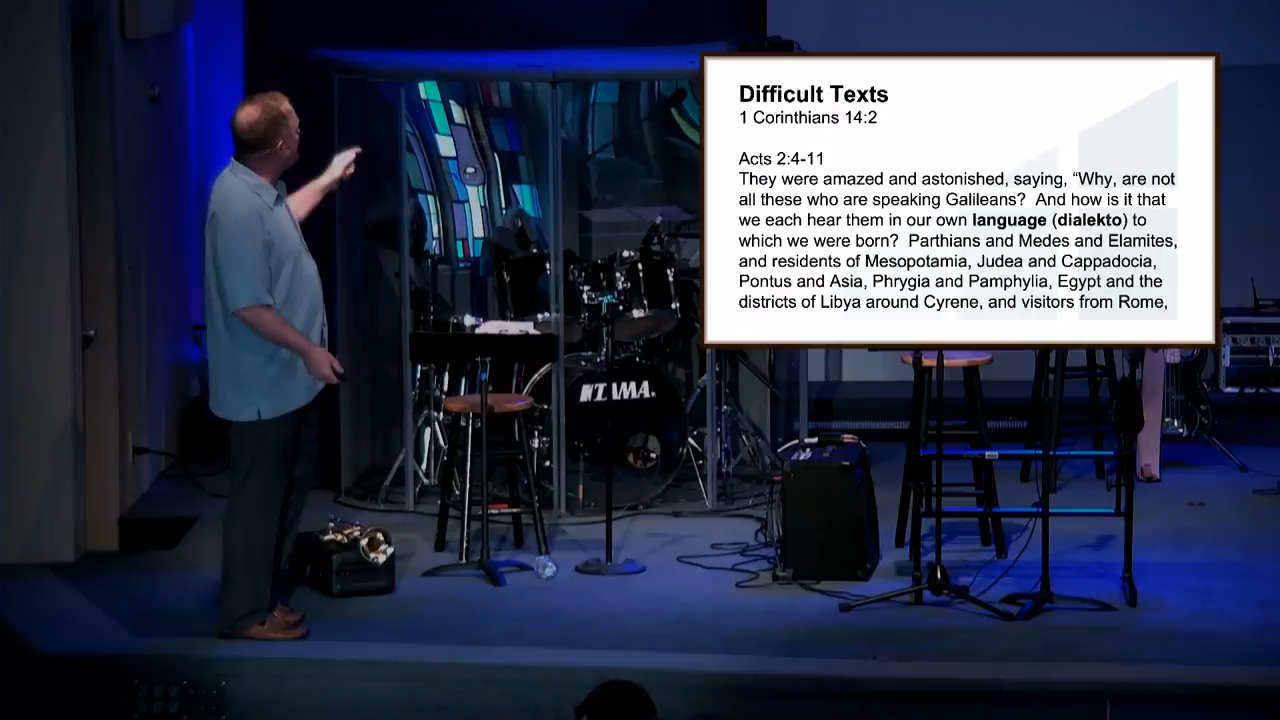 Difficult Texts
1 Corinthians 14:2
Acts 2:4-11
They were amazed and astonished, saying, “Why, are not
all these who are speaking Galileans?  And how is it that
we each hear them in our own language (dialekto) to
which we were born?  Parthians and Medes and Elamites,
and residents of Mesopotamia, Judea and Cappadocia,
Pontus and Asia, Phrygia and Pamphylia, Egypt and the
districts of Libya around Cyrene, and visitors from Rome,
TAMA.